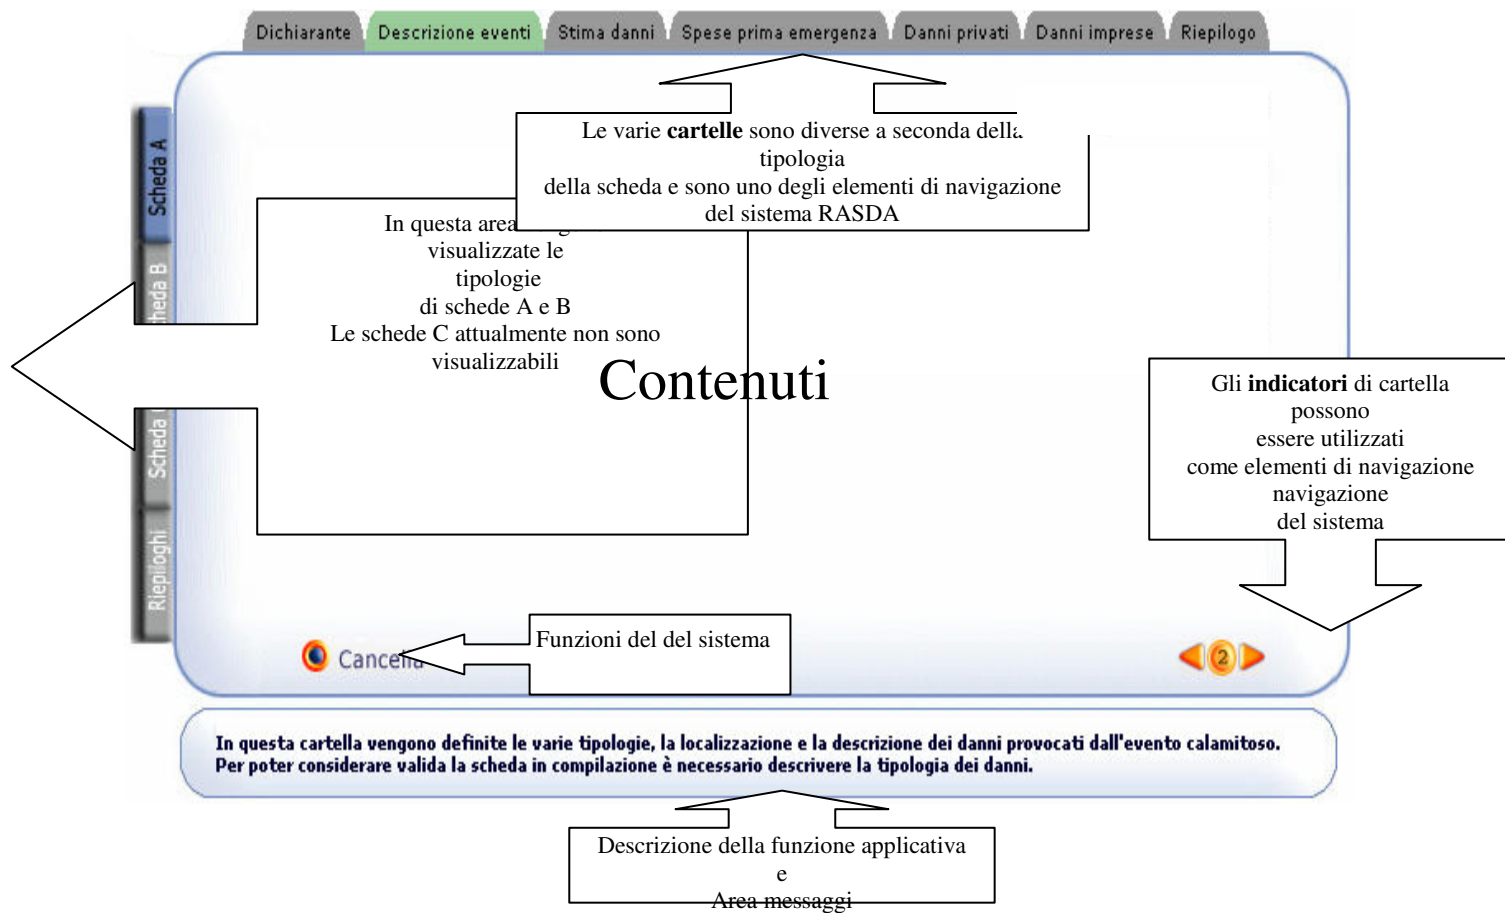 Dichiarante Descrizione eventi Stima danni Spese prima emergenza Danni privati Danni imprese Riepilogo
Le varie cartelle sono diverse a seconda della
tipologia
della scheda e sono uno degli elementi di navigazione
del sistema RASDA
Scheda A
Scheda
Riepiloghi
In questa area
visualizzate le
tipologie
di schede A e B
Le schede C attualmente non sono
visualizzabili
Contenuti
Gli indicatori di cartella
possono
essere utilizzati
come elementi di navigazione
navigazione
del sistema
Funzioni del del sistema
Cancella
2
In questa cartella vengono definite le varie tipologie, la localizzazione e la descrizione dei danni provocati dall'evento calamitoso.
Per poter considerare valida la scheda in compilazione è necessario descrivere la tipologia dei danni.
Descrizione della funzione applicativa
e
Area messaggi